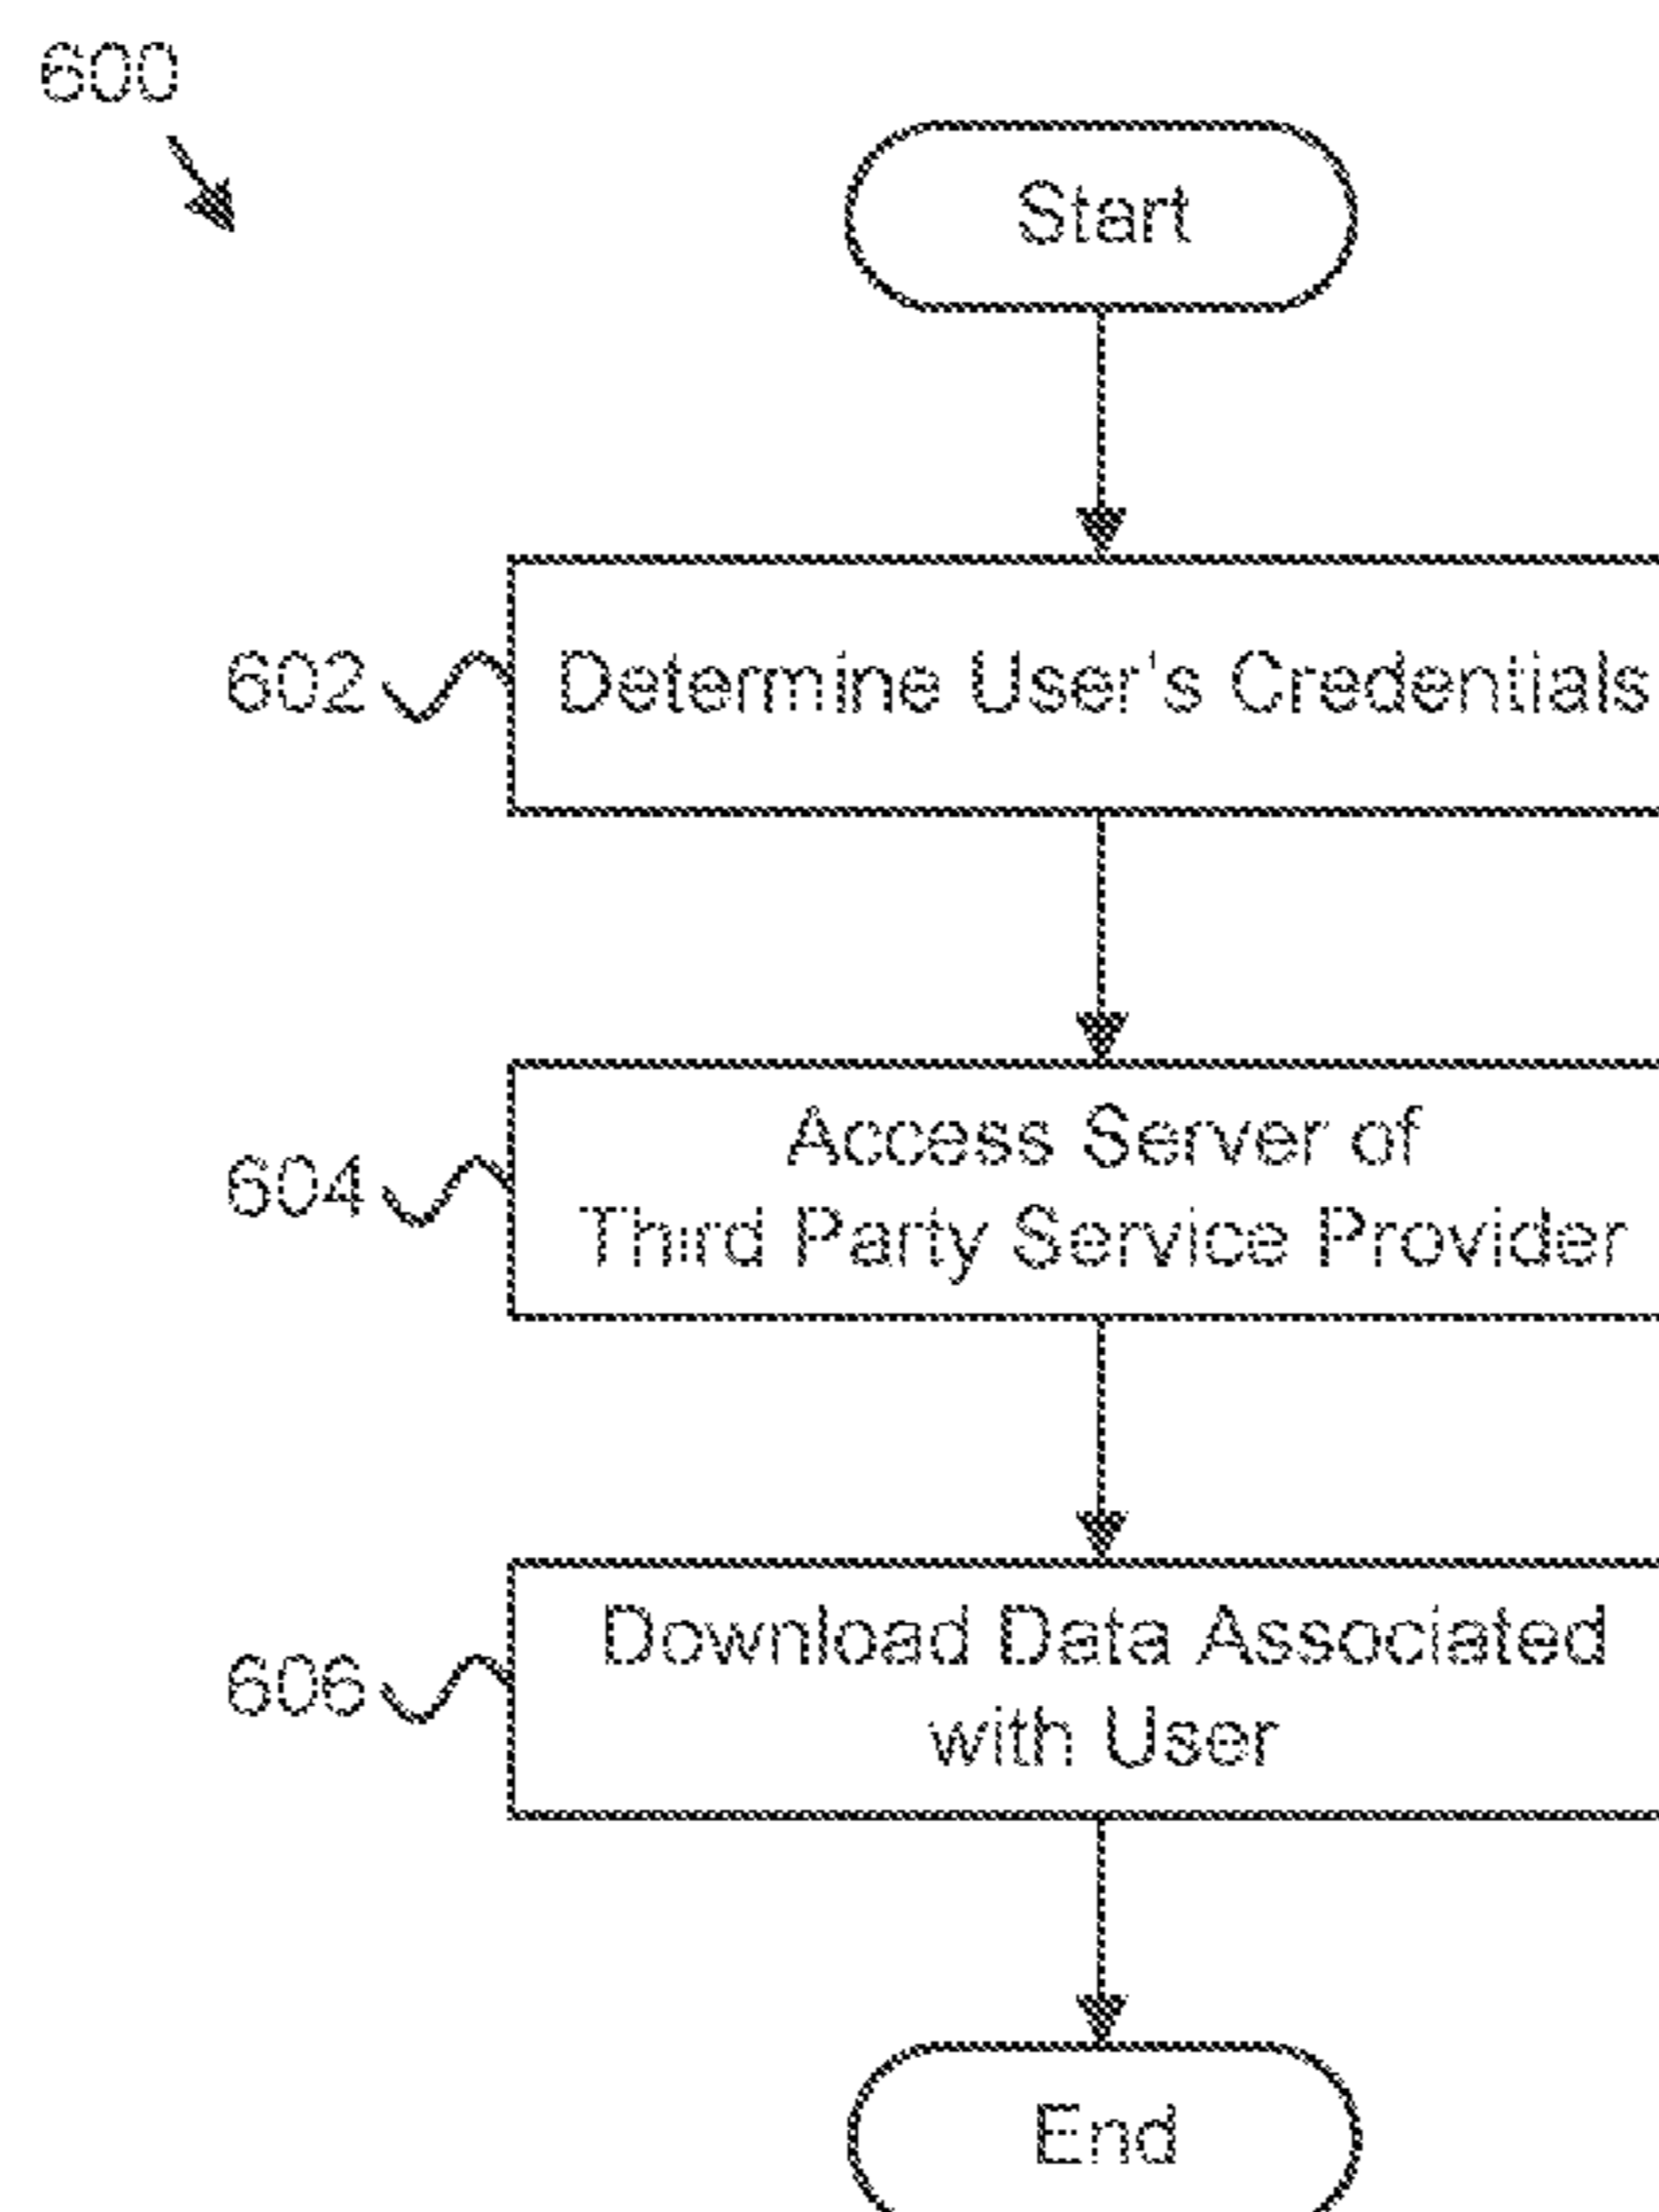 600
Start
602
Determine User's Credentials
604
Access Server of
Third Party Service Provider
606
Download Data Associated
with User
End